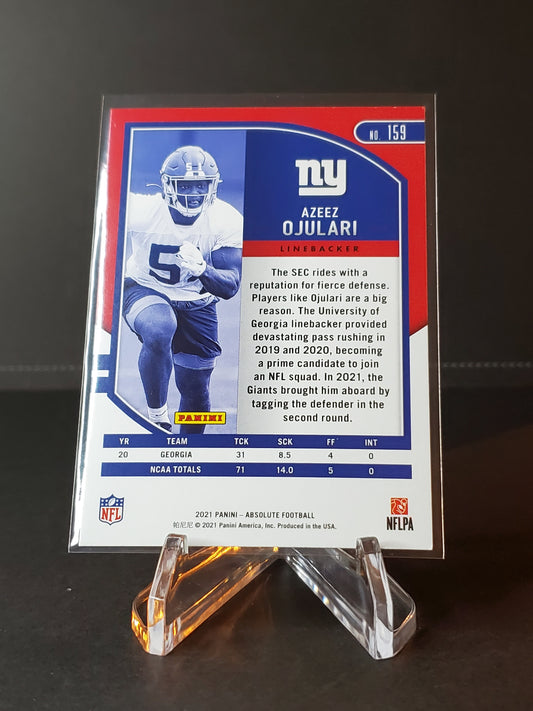 NO. 159
ny
AZEEZ
OJULARI
LINEBACKER
5
5
The SEC rides with a
reputation for fierce defense.
Players like Ojulari are a big
reason. The University of
Georgia linebacker provided
devastating pass rushing in
2019 and 2020, becoming
a prime candidate to join
an NFL squad. In 2021, the
Giants brought him aboard by
tagging the defender in the
second round.
PANINI
YR TEAM TCK SCK FF INT
20 GEORGIA 31 8.5 4 0
NCAA TOTALS 71 14.0 5 0
NFL
2021 PANINI – ABSOLUTE FOOTBALL
帕尼尼 © 2021 Panini America, Inc. Produced in the USA.
NFLPA